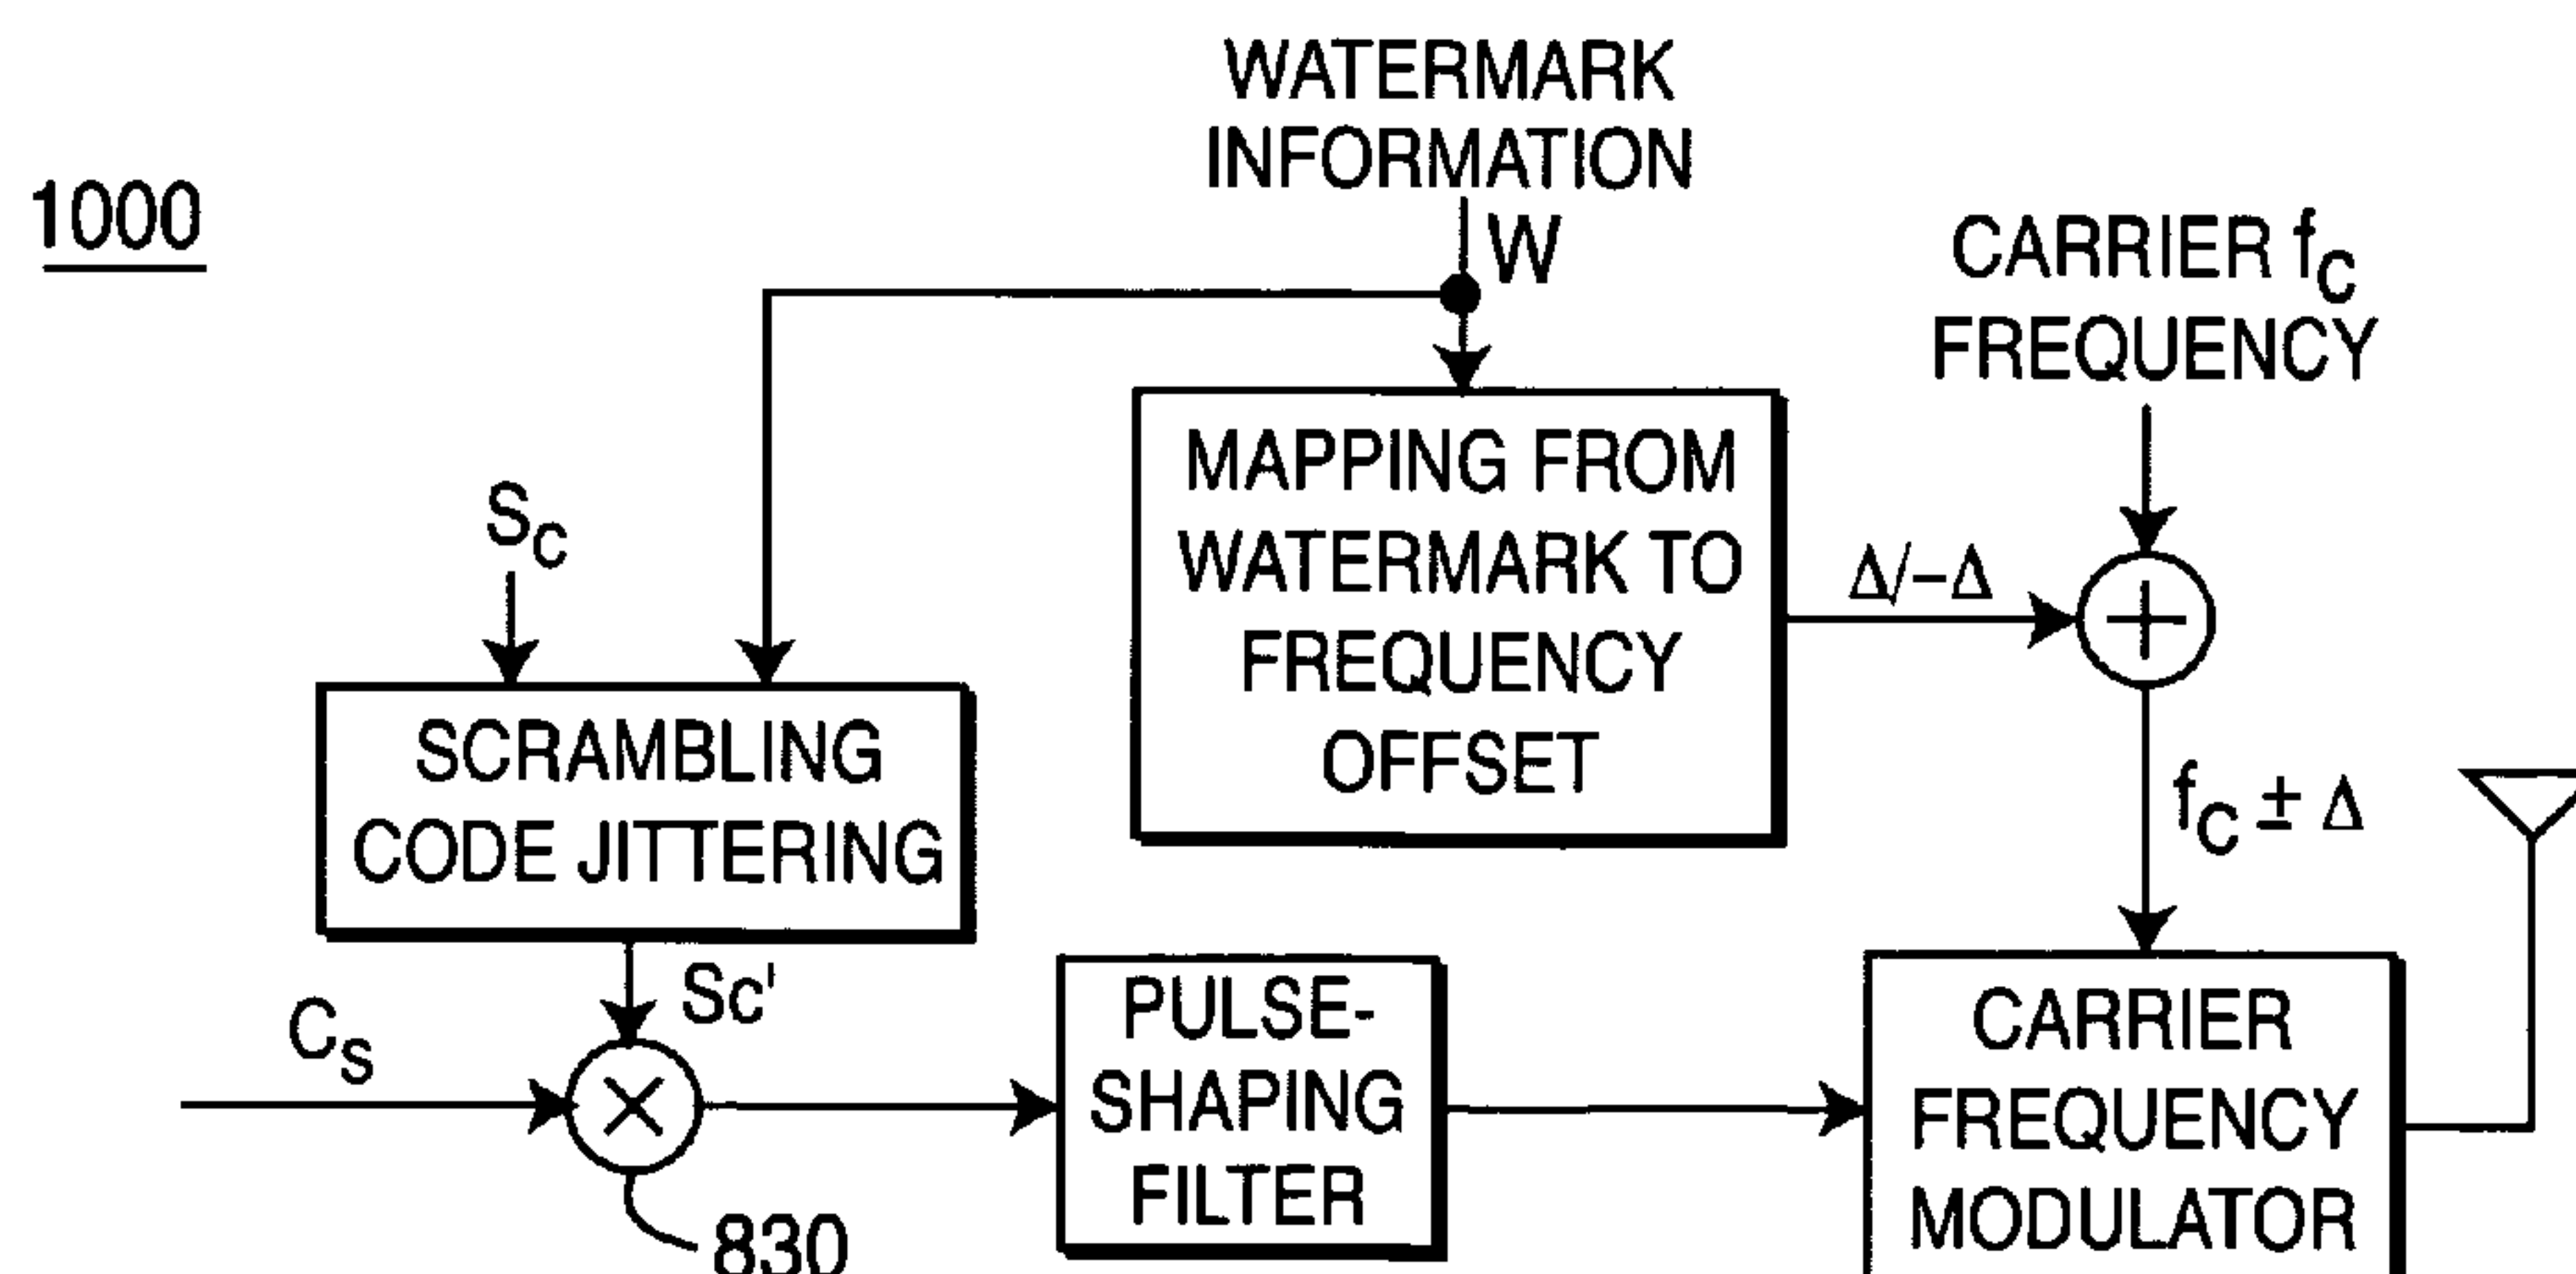 1000
WATERMARK
INFORMATION
W
CARRIER fC
FREQUENCY
MAPPING FROM
WATERMARK TO
FREQUENCY
OFFSET
Δ/−Δ
+
SC
SCRAMBLING
CODE JITTERING
fC ± Δ
Sc'
CS
×
830
PULSE-
SHAPING
FILTER
CARRIER
FREQUENCY
MODULATOR